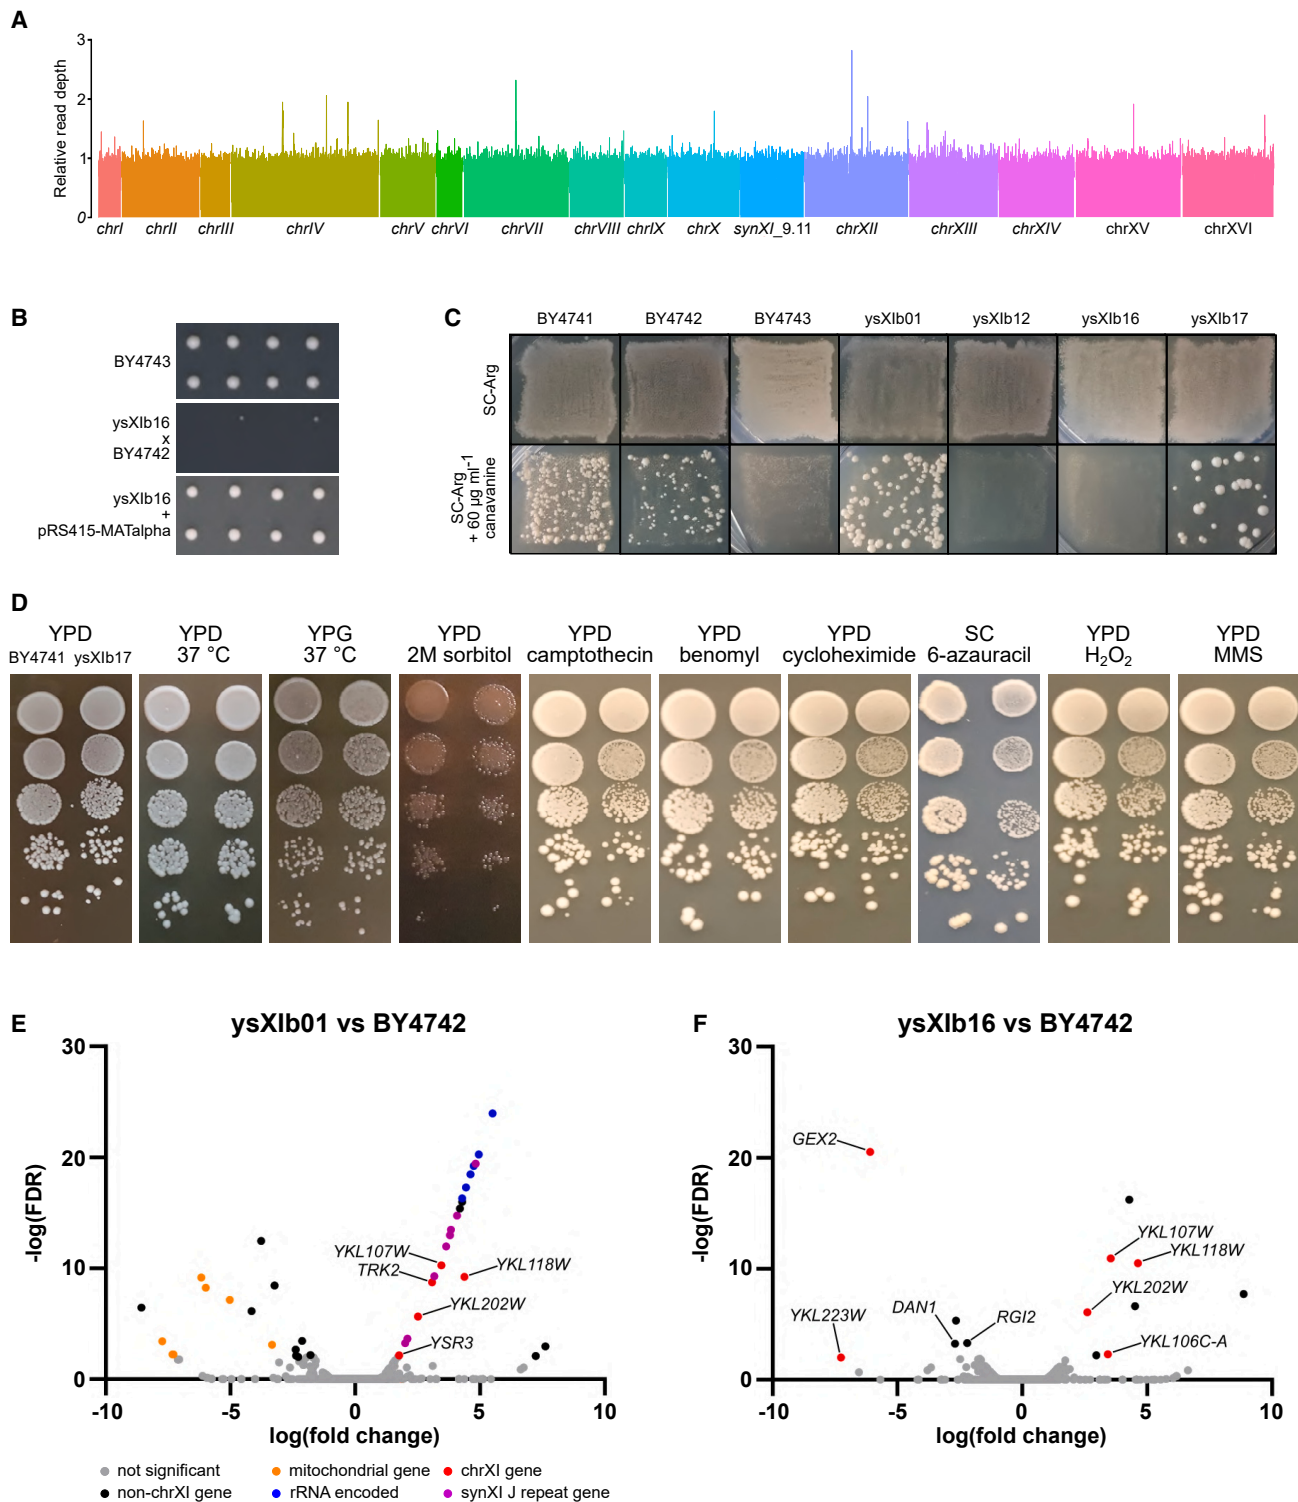 A
Relative read depth
3
2
1
0
chrI chrII chrIII chrIV chrV chrVI chrVII chrVIII chrIX chrX synXI_9.11 chrXII chrXIII chrXIV chrXV chrXVI
B
BY4743
ysXIb16
x
BY4742
ysXIb16
+
pRS415-MATalpha
C
BY4741 BY4742 BY4743 ysXIb01 ysXIb12 ysXIb16 ysXIb17
SC-Arg
SC-Arg
+ 60 µg ml-1
canavanine
D
YPD
BY4741 ysXIb17
YPD
37 °C
YPG
37 °C
YPD
2M sorbitol
YPD
camptothecin
YPD
benomyl
YPD
cycloheximide
SC
6-azauracil
YPD
H2O2
YPD
MMS
E
ysXIb01 vs BY4742
-log(FDR)
30
20
10
0
YKL107W
TRK2
YKL118W
YKL202W
YSR3
-10 -5 0 5 10
log(fold change)
not significant
mitochondrial gene
chrXI gene
non-chrXI gene
rRNA encoded
synXI J repeat gene
F
ysXIb16 vs BY4742
-log(FDR)
30
20
10
0
GEX2
YKL107W
YKL118W
YKL202W
YKL223W
DAN1
RGI2
YKL106C-A
-10 -5 0 5 10
log(fold change)